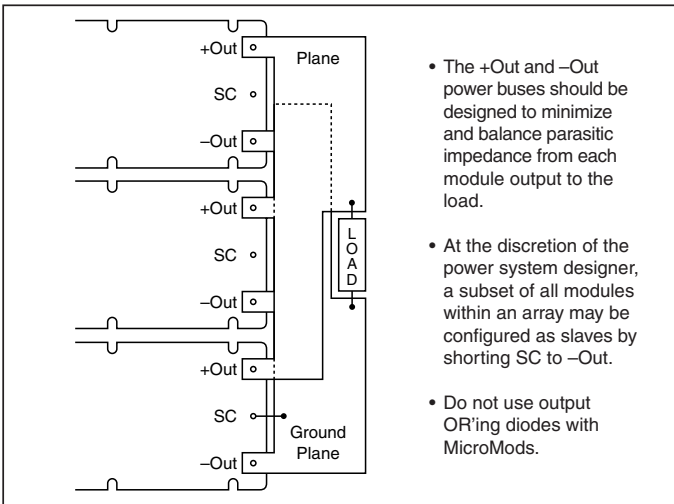 +Out
Plane
SC
–Out
+Out
SC
–Out
LOAD
+Out
SC
Ground
Plane
–Out
• The +Out and –Out
power buses should be
designed to minimize
and balance parasitic
impedance from each
module output to the
load.
• At the discretion of the
power system designer,
a subset of all modules
within an array may be
configured as slaves by
shorting SC to –Out.
• Do not use output
OR'ing diodes with
MicroMods.